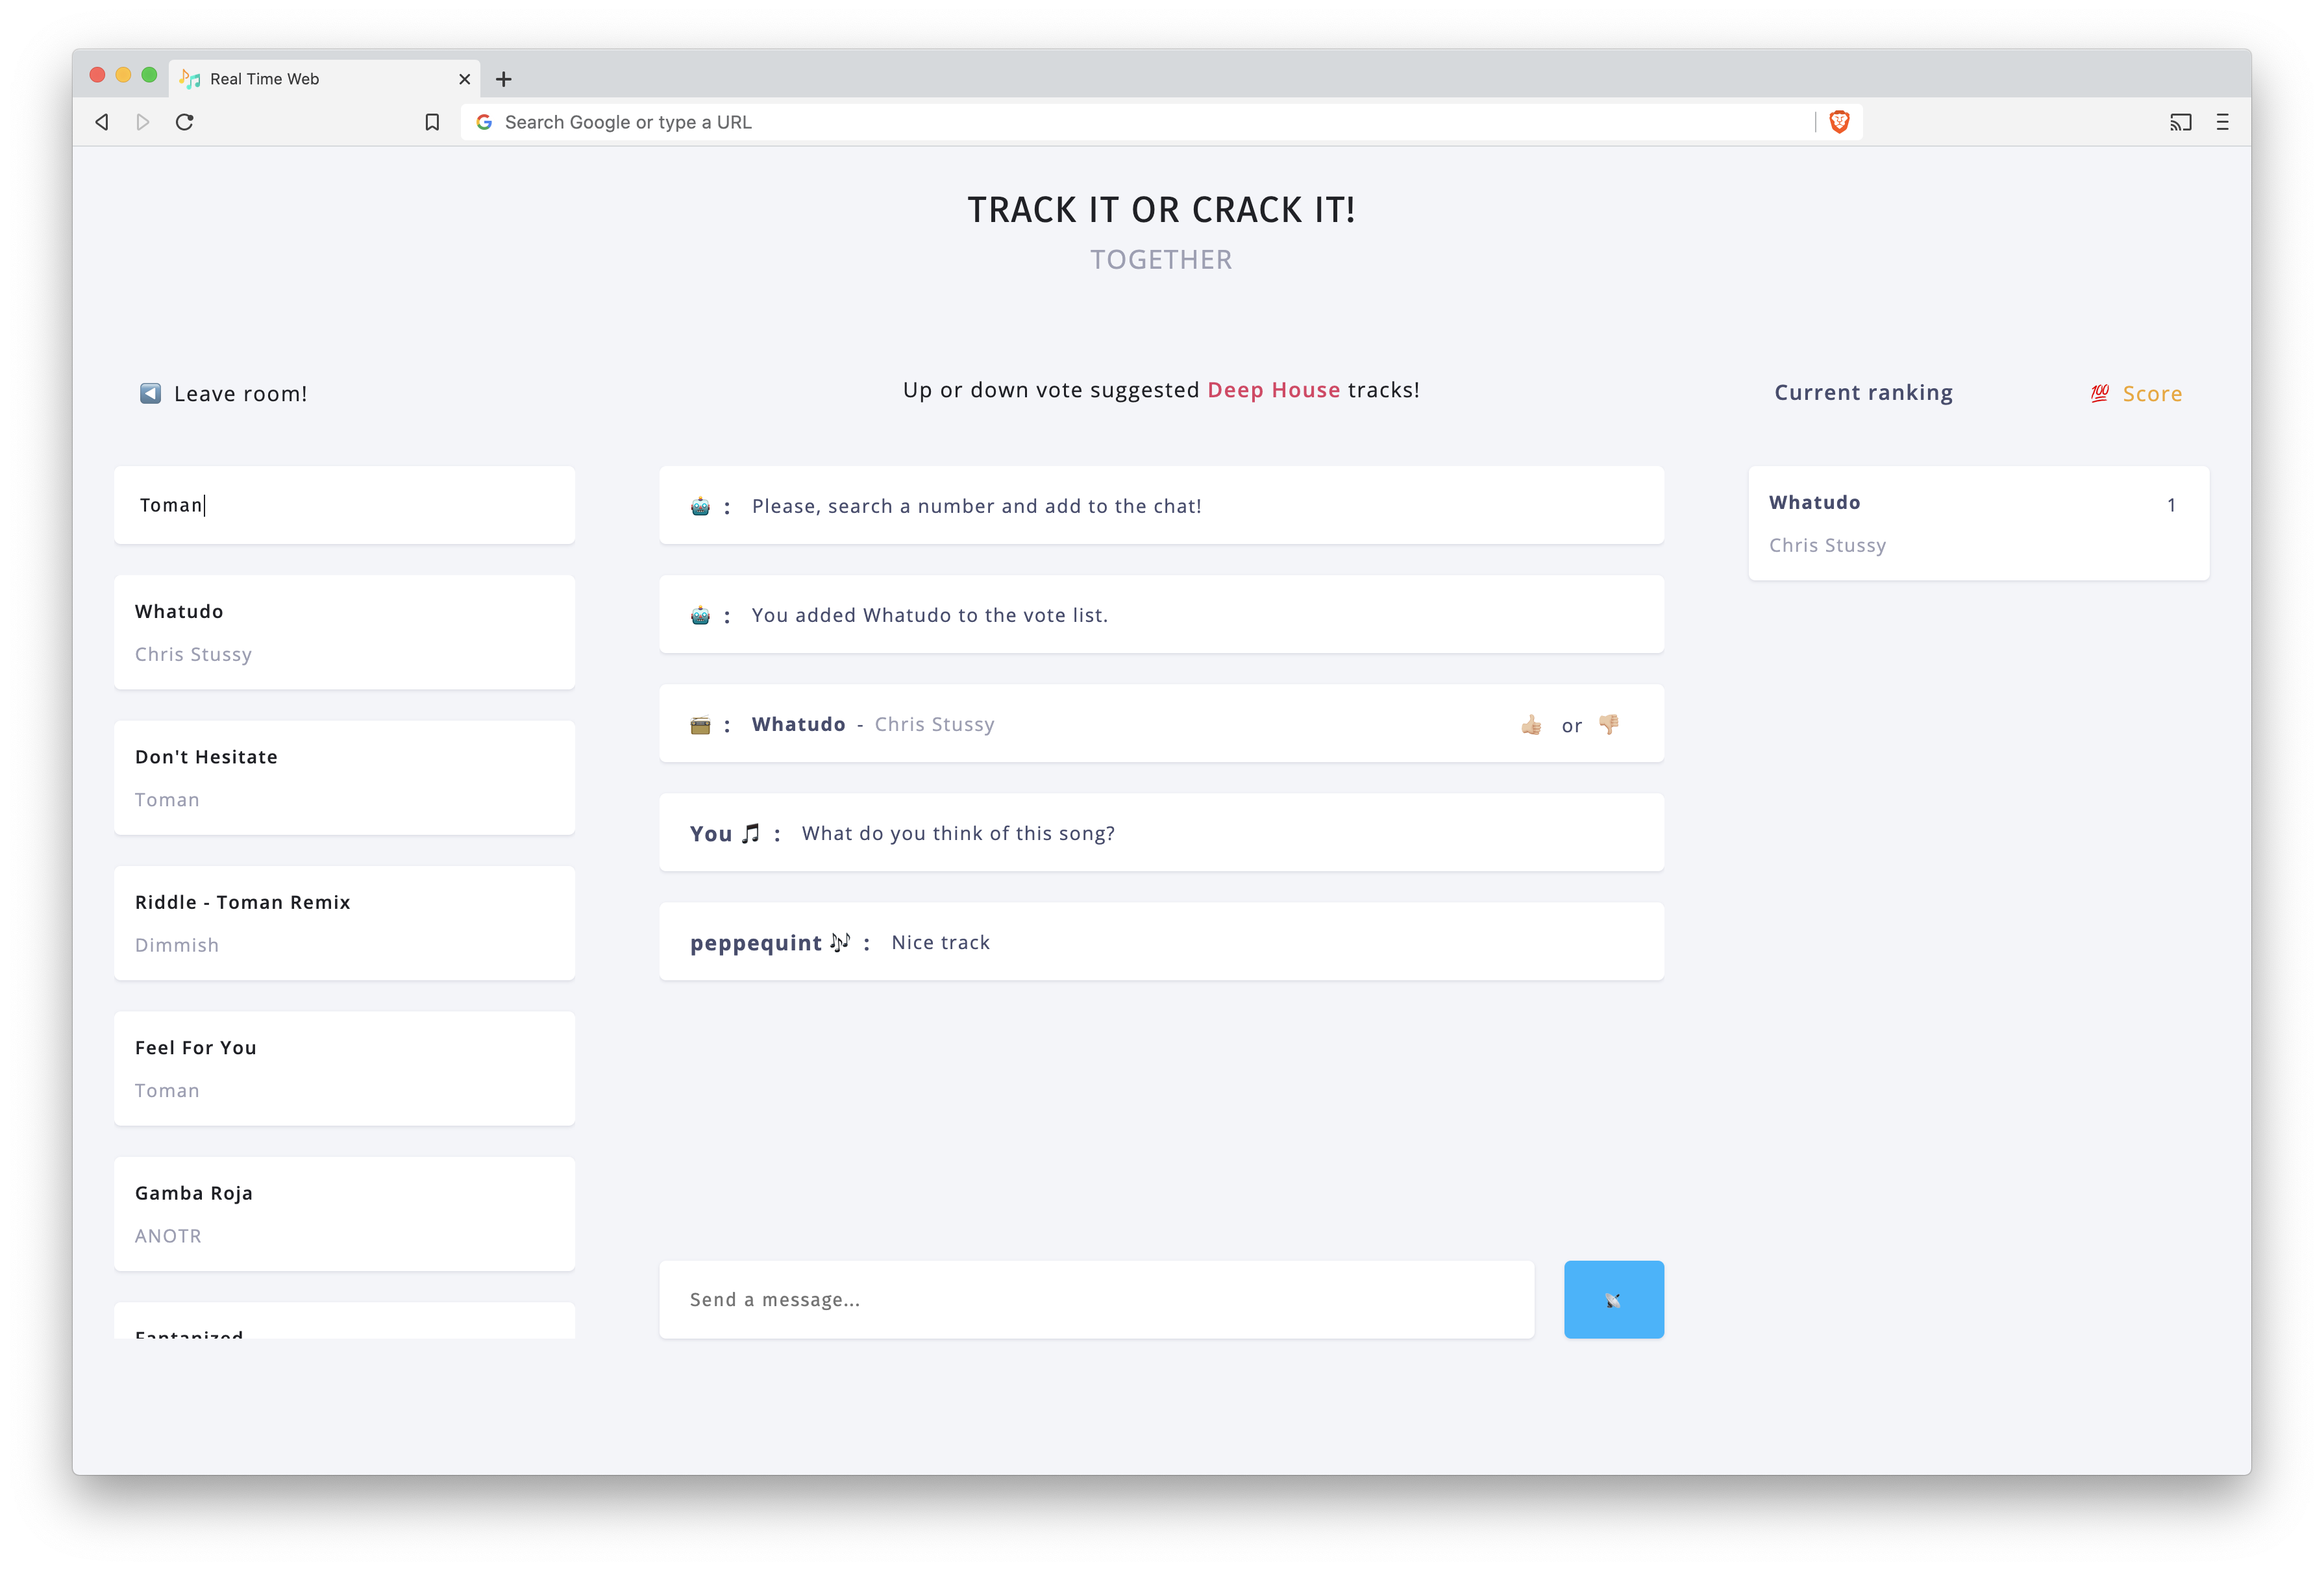 Real Time Web
Search Google or type a URL
TRACK IT OR CRACK IT!
TOGETHER
Leave room!
Up or down vote suggested Deep House tracks!
Current ranking
💯 Score
Toman
Whatudo
Chris Stussy
Don't Hesitate
Toman
Riddle - Toman Remix
Dimmish
Feel For You
Toman
Gamba Roja
ANOTR
Fantanized
🤖 : Please, search a number and add to the chat!
🤖 : You added Whatudo to the vote list.
🗃 : Whatudo - Chris Stussy 👍🏼 or 👎🏼
You 🎵 : What do you think of this song?
peppequint 🎶 : Nice track
Send a message...
Whatudo 1
Chris Stussy